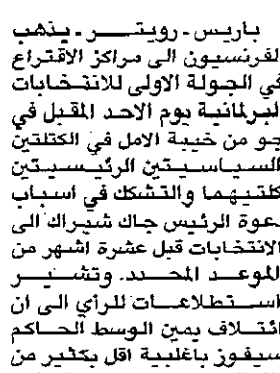 باريس ـ رويتر ـ يذهب
لفرنسيون الى مراكز الاقتراع
في الجولة الاولى للانتخابات
لبرلمانية يوم الاحد المقبل في
جو من خيبة الامل في الكتلتين
السياسيتين الرئيسيتين
كلتيهما والتشكك في اسباب
دعوة الرئيس جاك شيراك الى
الانتخابات قبل عشرة اشهر من
الموعد المحدد. وتشير
استطلاعات للرأي الى ان
ائتلاف يمين الوسط الحاكم
سيفوز باغلبية اقل بكثير من